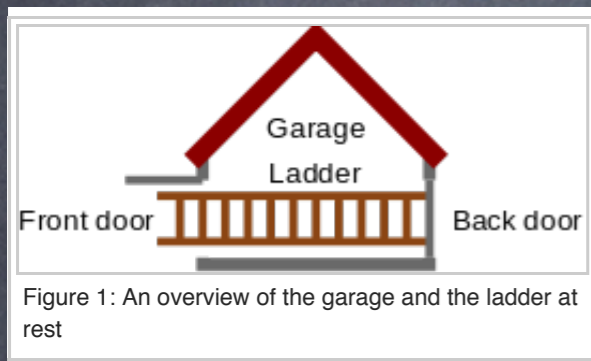 Garage
Ladder
Front door
Back door
Figure 1: An overview of the garage and the ladder at
rest